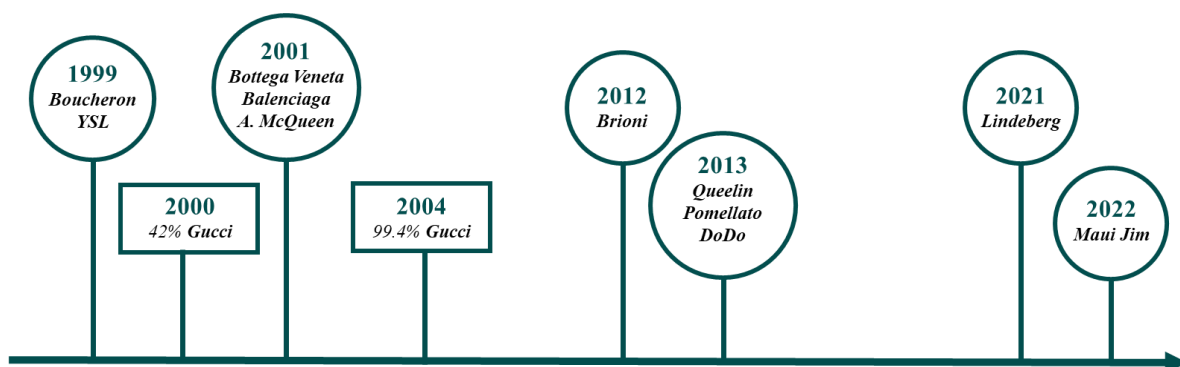 1999
Boucheron
YSL
2000
42% Gucci
2001
Bottega Veneta
Balenciaga
A. McQueen
2004
99.4% Gucci
2012
Brioni
2013
Queelin
Pomellato
DoDo
2021
Lindeberg
2022
Maui Jim